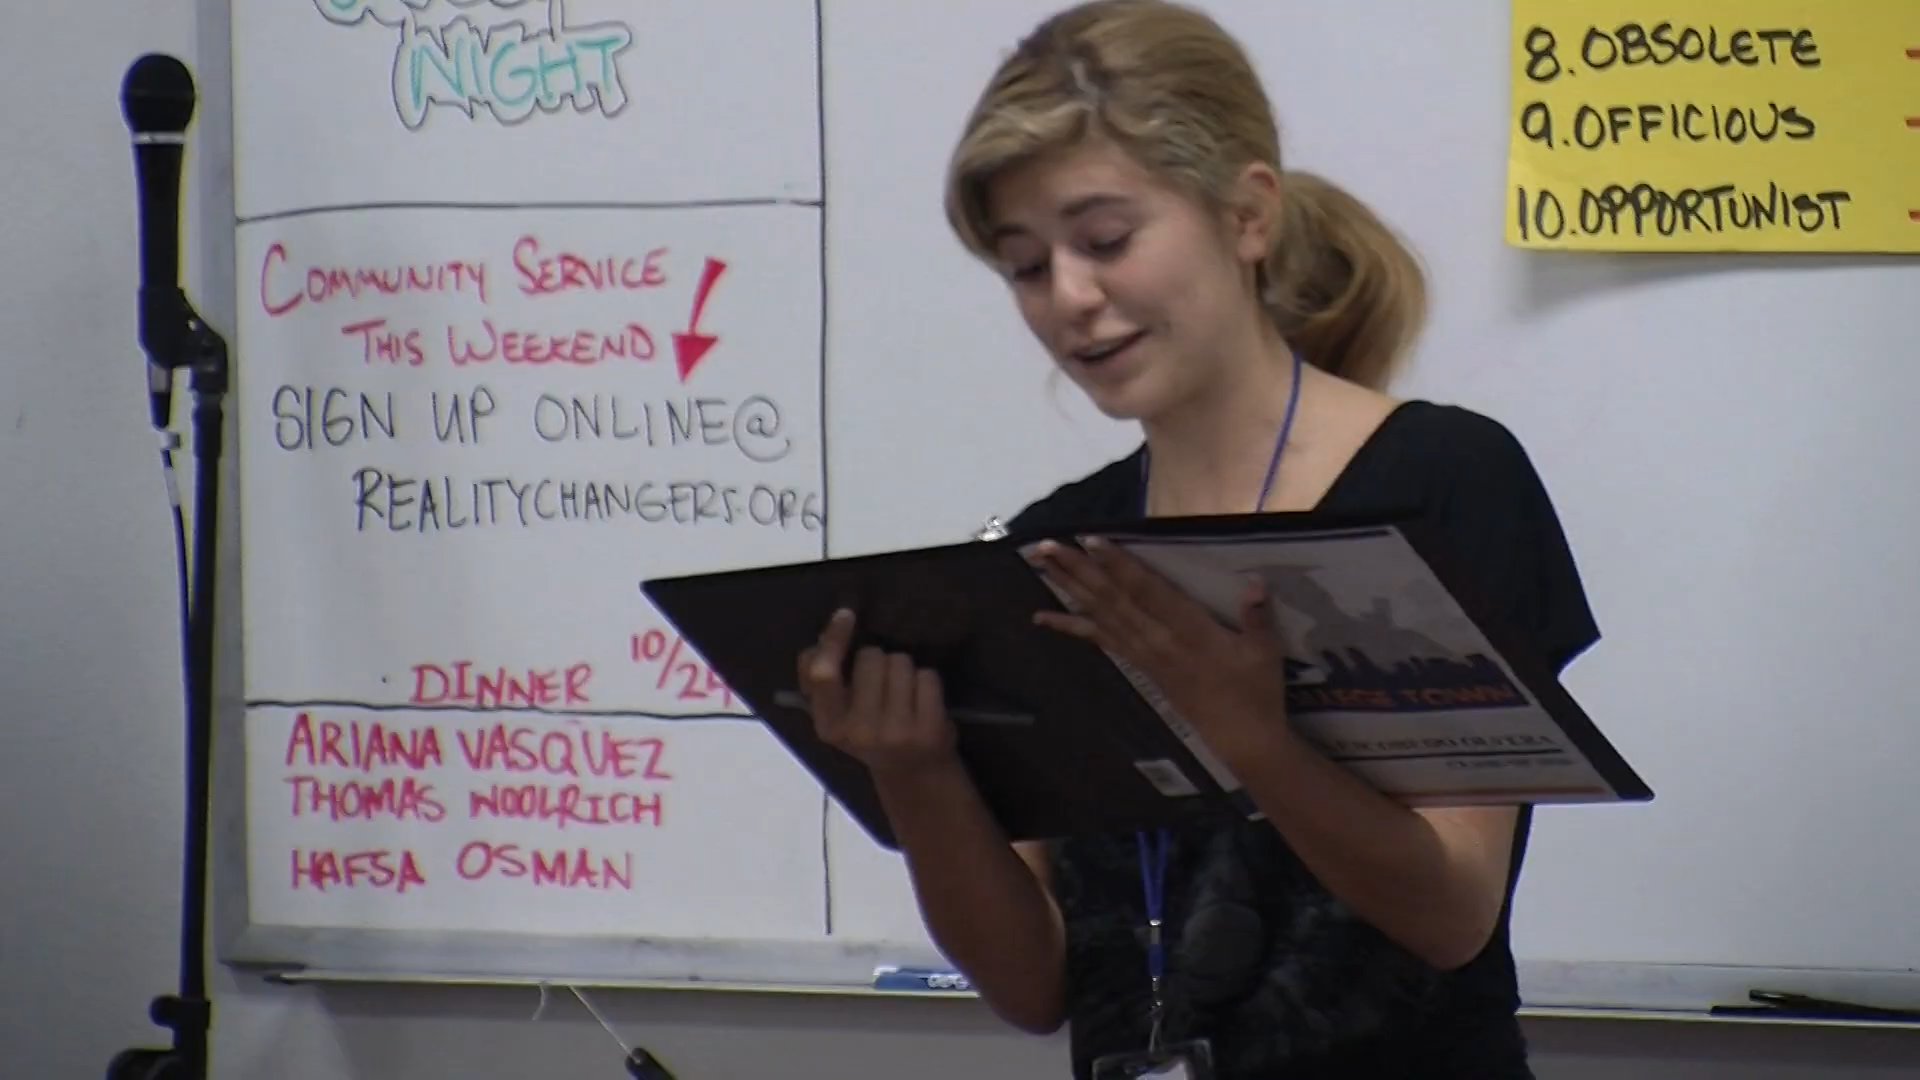 NIGHT
COMMUNITY SERVICE
THIS WEEKEND
SIGN UP ONLINE@
REALITYCHANGERS.ORG
DINNER 10/24
ARIANA VASQUEZ
THOMAS WOOLRICH
HAFSA OSMAN
8.OBSOLETE
9.OFFICIOUS
10.OPPORTUNIST
TOWN